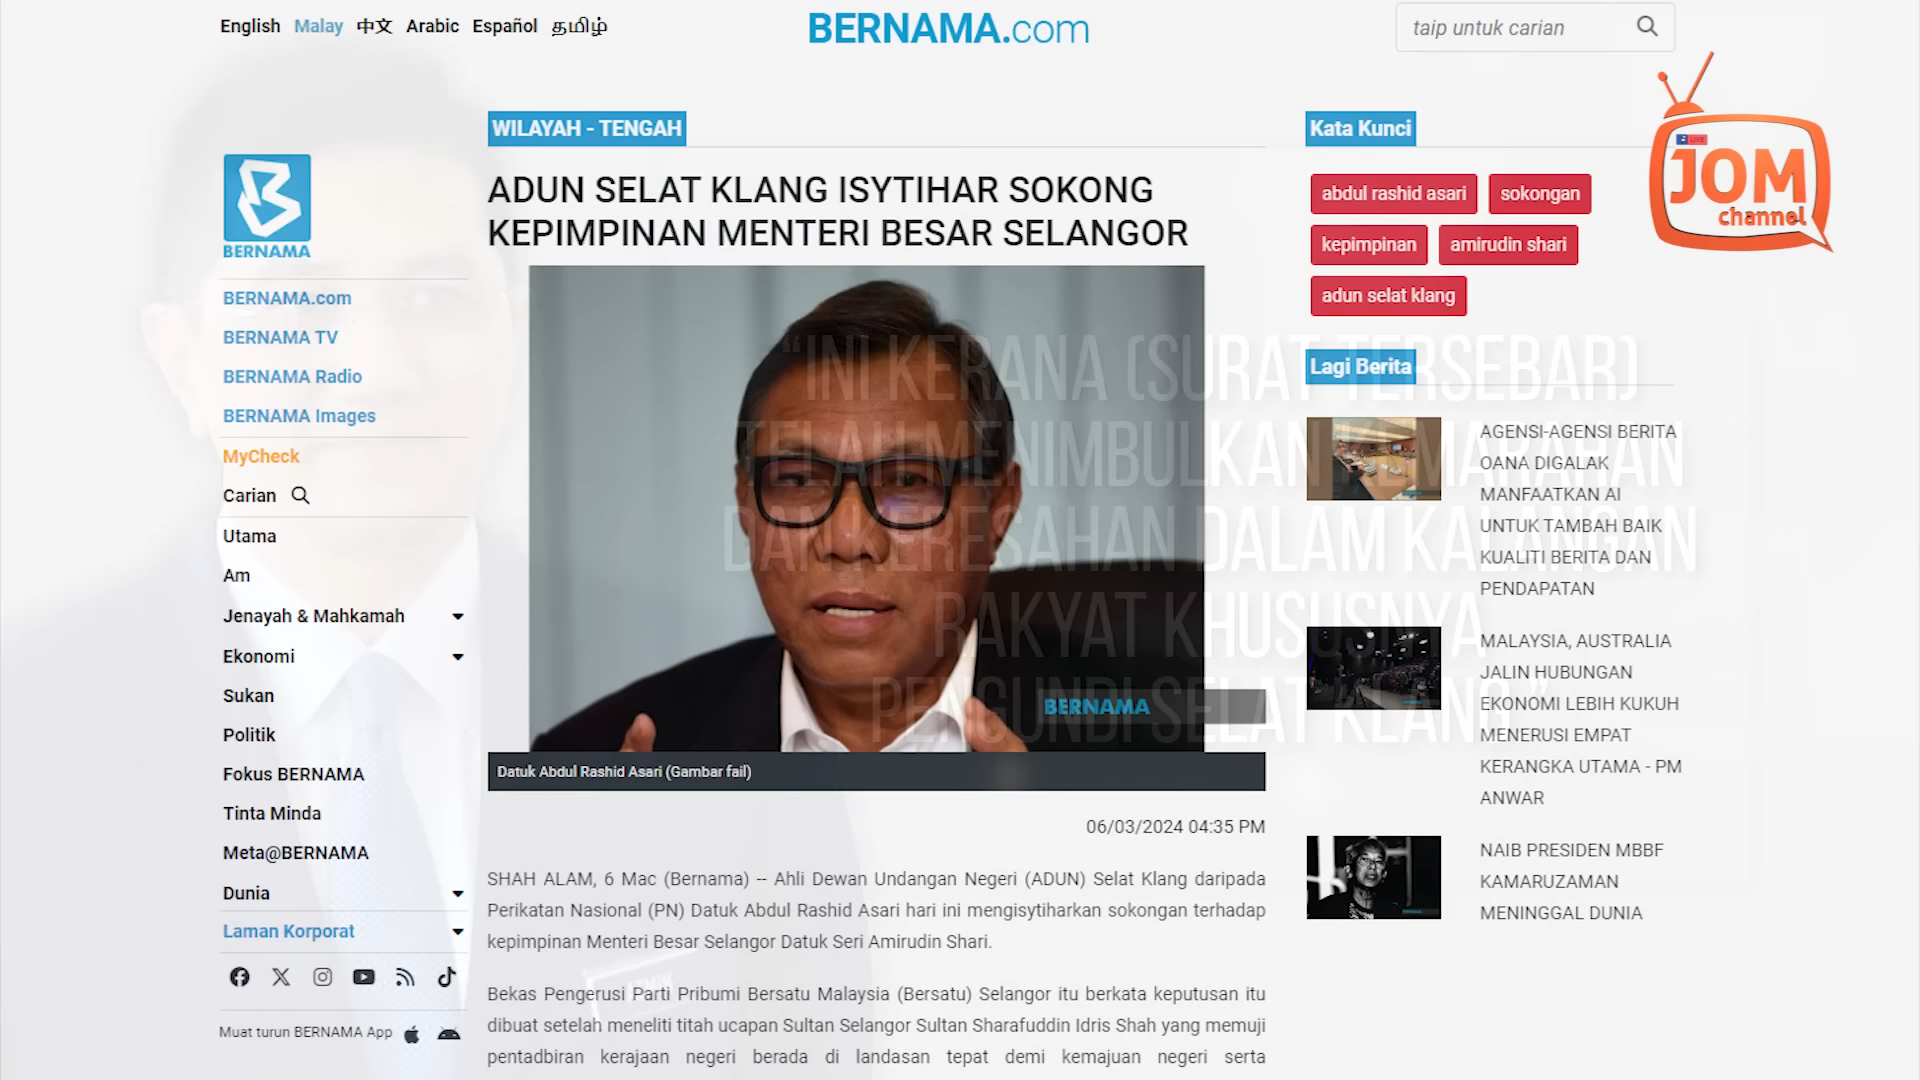 English Malay 中文 Arabic Español தமிழ்
BERNAMA.com
taip untuk carian
LIVE
JOM
channel
BERNAMA
BERNAMA.com
BERNAMA TV
BERNAMA Radio
BERNAMA Images
MyCheck
Carian
Utama
Am
Jenayah & Mahkamah
Ekonomi
Sukan
Politik
Fokus BERNAMA
Tinta Minda
Meta@BERNAMA
Dunia
Laman Korporat
Muat turun BERNAMA App
WILAYAH - TENGAH
ADUN SELAT KLANG ISYTIHAR SOKONG
KEPIMPINAN MENTERI BESAR SELANGOR
“INI KERANA (SURAT TERSEBAR)
TELAH MENIMBULKAN KEMARAHAN
DAN KERESAHAN DALAM KALANGAN
RAKYAT KHUSUSNYA
PENGUNDI SELAT KLANG.”
BERNAMA
Datuk Abdul Rashid Asari (Gambar fail)
06/03/2024 04:35 PM
SHAH ALAM, 6 Mac (Bernama) -- Ahli Dewan Undangan Negeri (ADUN) Selat Klang daripada
Perikatan Nasional (PN) Datuk Abdul Rashid Asari hari ini mengisytiharkan sokongan terhadap
kepimpinan Menteri Besar Selangor Datuk Seri Amirudin Shari.
Bekas Pengerusi Parti Pribumi Bersatu Malaysia (Bersatu) Selangor itu berkata keputusan itu
dibuat setelah meneliti titah ucapan Sultan Selangor Sultan Sharafuddin Idris Shah yang memuji
pentadbiran kerajaan negeri berada di landasan tepat demi kemajuan negeri serta
Kata Kunci
abdul rashid asari sokongan
kepimpinan amirudin shari
adun selat klang
Lagi Berita
AGENSI-AGENSI BERITA
OANA DIGALAK
MANFAATKAN AI
UNTUK TAMBAH BAIK
KUALITI BERITA DAN
PENDAPATAN
MALAYSIA, AUSTRALIA
JALIN HUBUNGAN
EKONOMI LEBIH KUKUH
MENERUSI EMPAT
KERANGKA UTAMA - PM
ANWAR
NAIB PRESIDEN MBBF
KAMARUZAMAN
MENINGGAL DUNIA